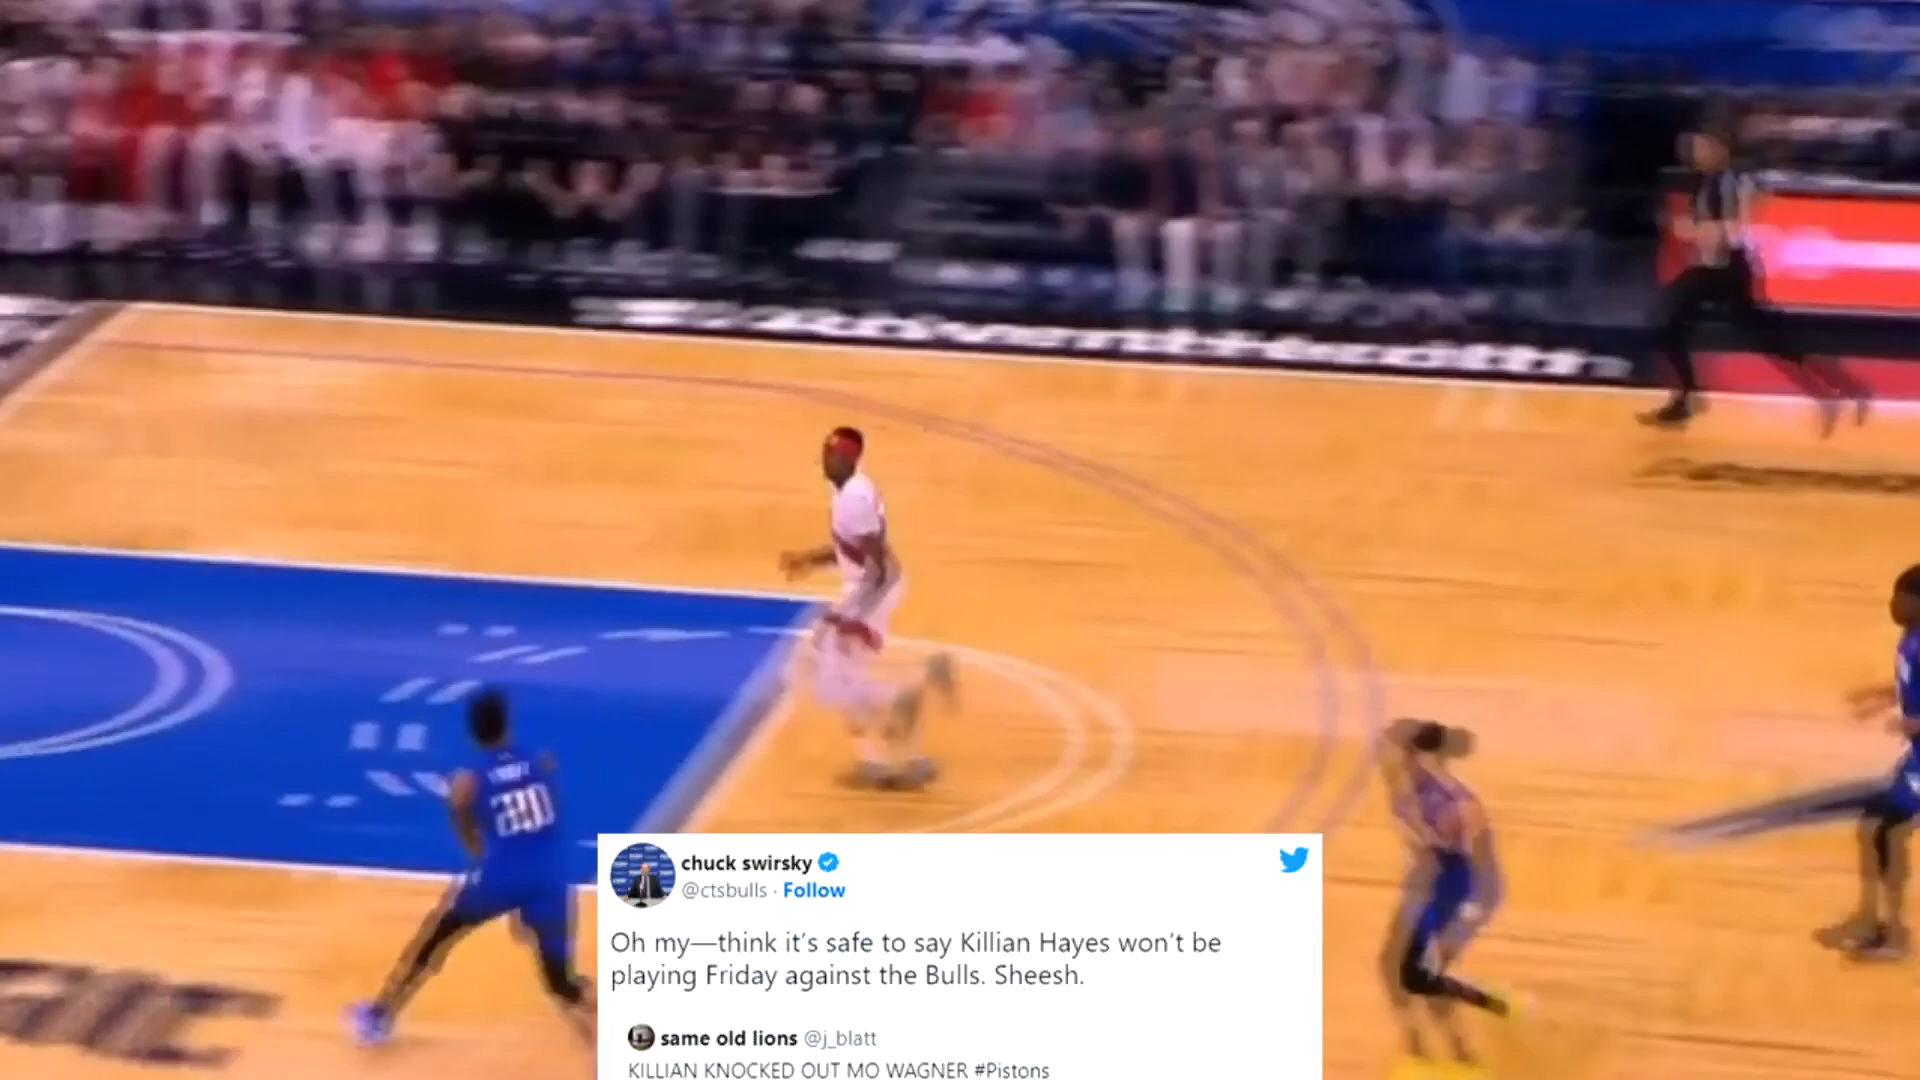 chuck swirsky
@ctsbulls · Follow
Oh my—think it’s safe to say Killian Hayes won’t be
playing Friday against the Bulls. Sheesh.
same old lions @j_blatt
KILLIAN KNOCKED OUT MO WAGNER #Pistons